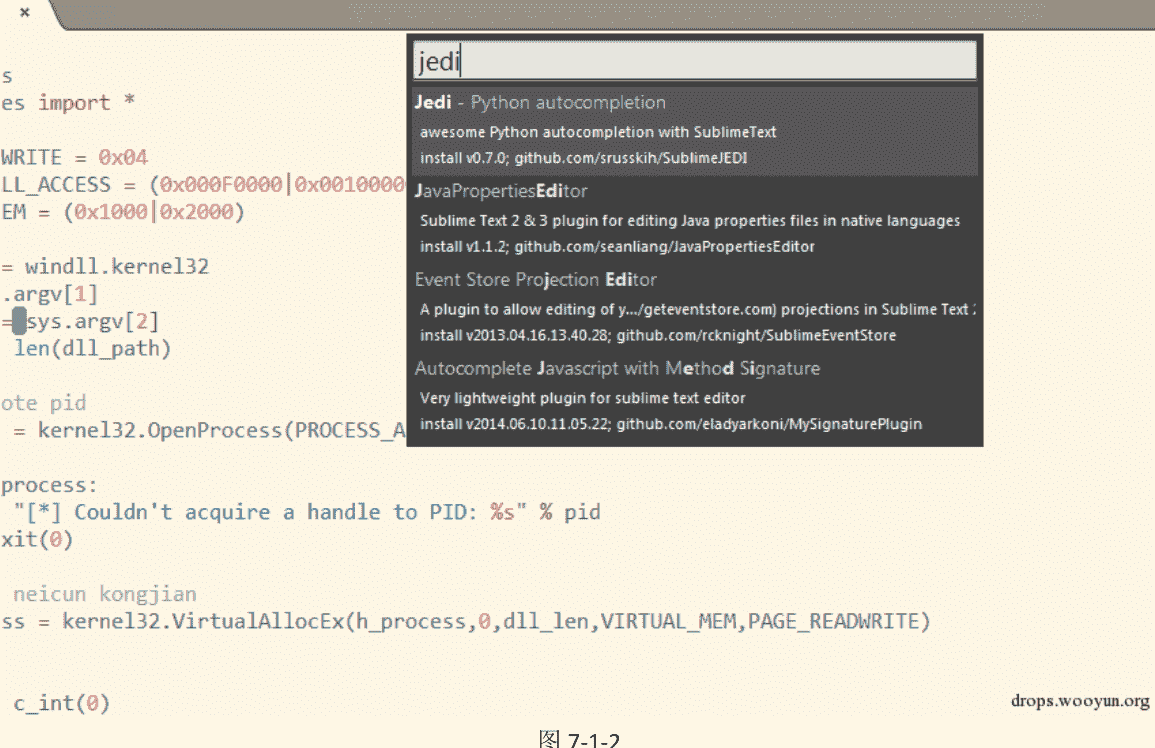 ×
jedi
Jedi - Python autocompletion
awesome Python autocompletion with SublimeText
install v0.7.0; github.com/srusskih/SublimeJEDI
JavaPropertiesEditor
Sublime Text 2 & 3 plugin for editing Java properties files in native languages
install v1.1.2; github.com/seanliang/JavaPropertiesEditor
Event Store Projection Editor
A plugin to allow editing of y.../geteventstore.com) projections in Sublime Text
install v2013.04.16.13.40.28; github.com/rcknight/SublimeEventStore
Autocomplete Javascript with Method Signature
Very lightweight plugin for sublime text editor
install v2014.06.10.11.05.22; github.com/eladyarkoni/MySignaturePlugin
s
es import *
WRITE = 0x04
LL_ACCESS = (0x000F0000|0x0010000
EM = (0x1000|0x2000)
= windll.kernel32
.argv[1]
= sys.argv[2]
len(dll_path)
ote pid
= kernel32.OpenProcess(PROCESS_A
process:
"[*] Couldn't acquire a handle to PID: %s" % pid
xit(0)
neicun kongjian
ss = kernel32.VirtualAllocEx(h_process,0,dll_len,VIRTUAL_MEM,PAGE_READWRITE)
c_int(0)
drops.wooyun.org
图 7-1-2